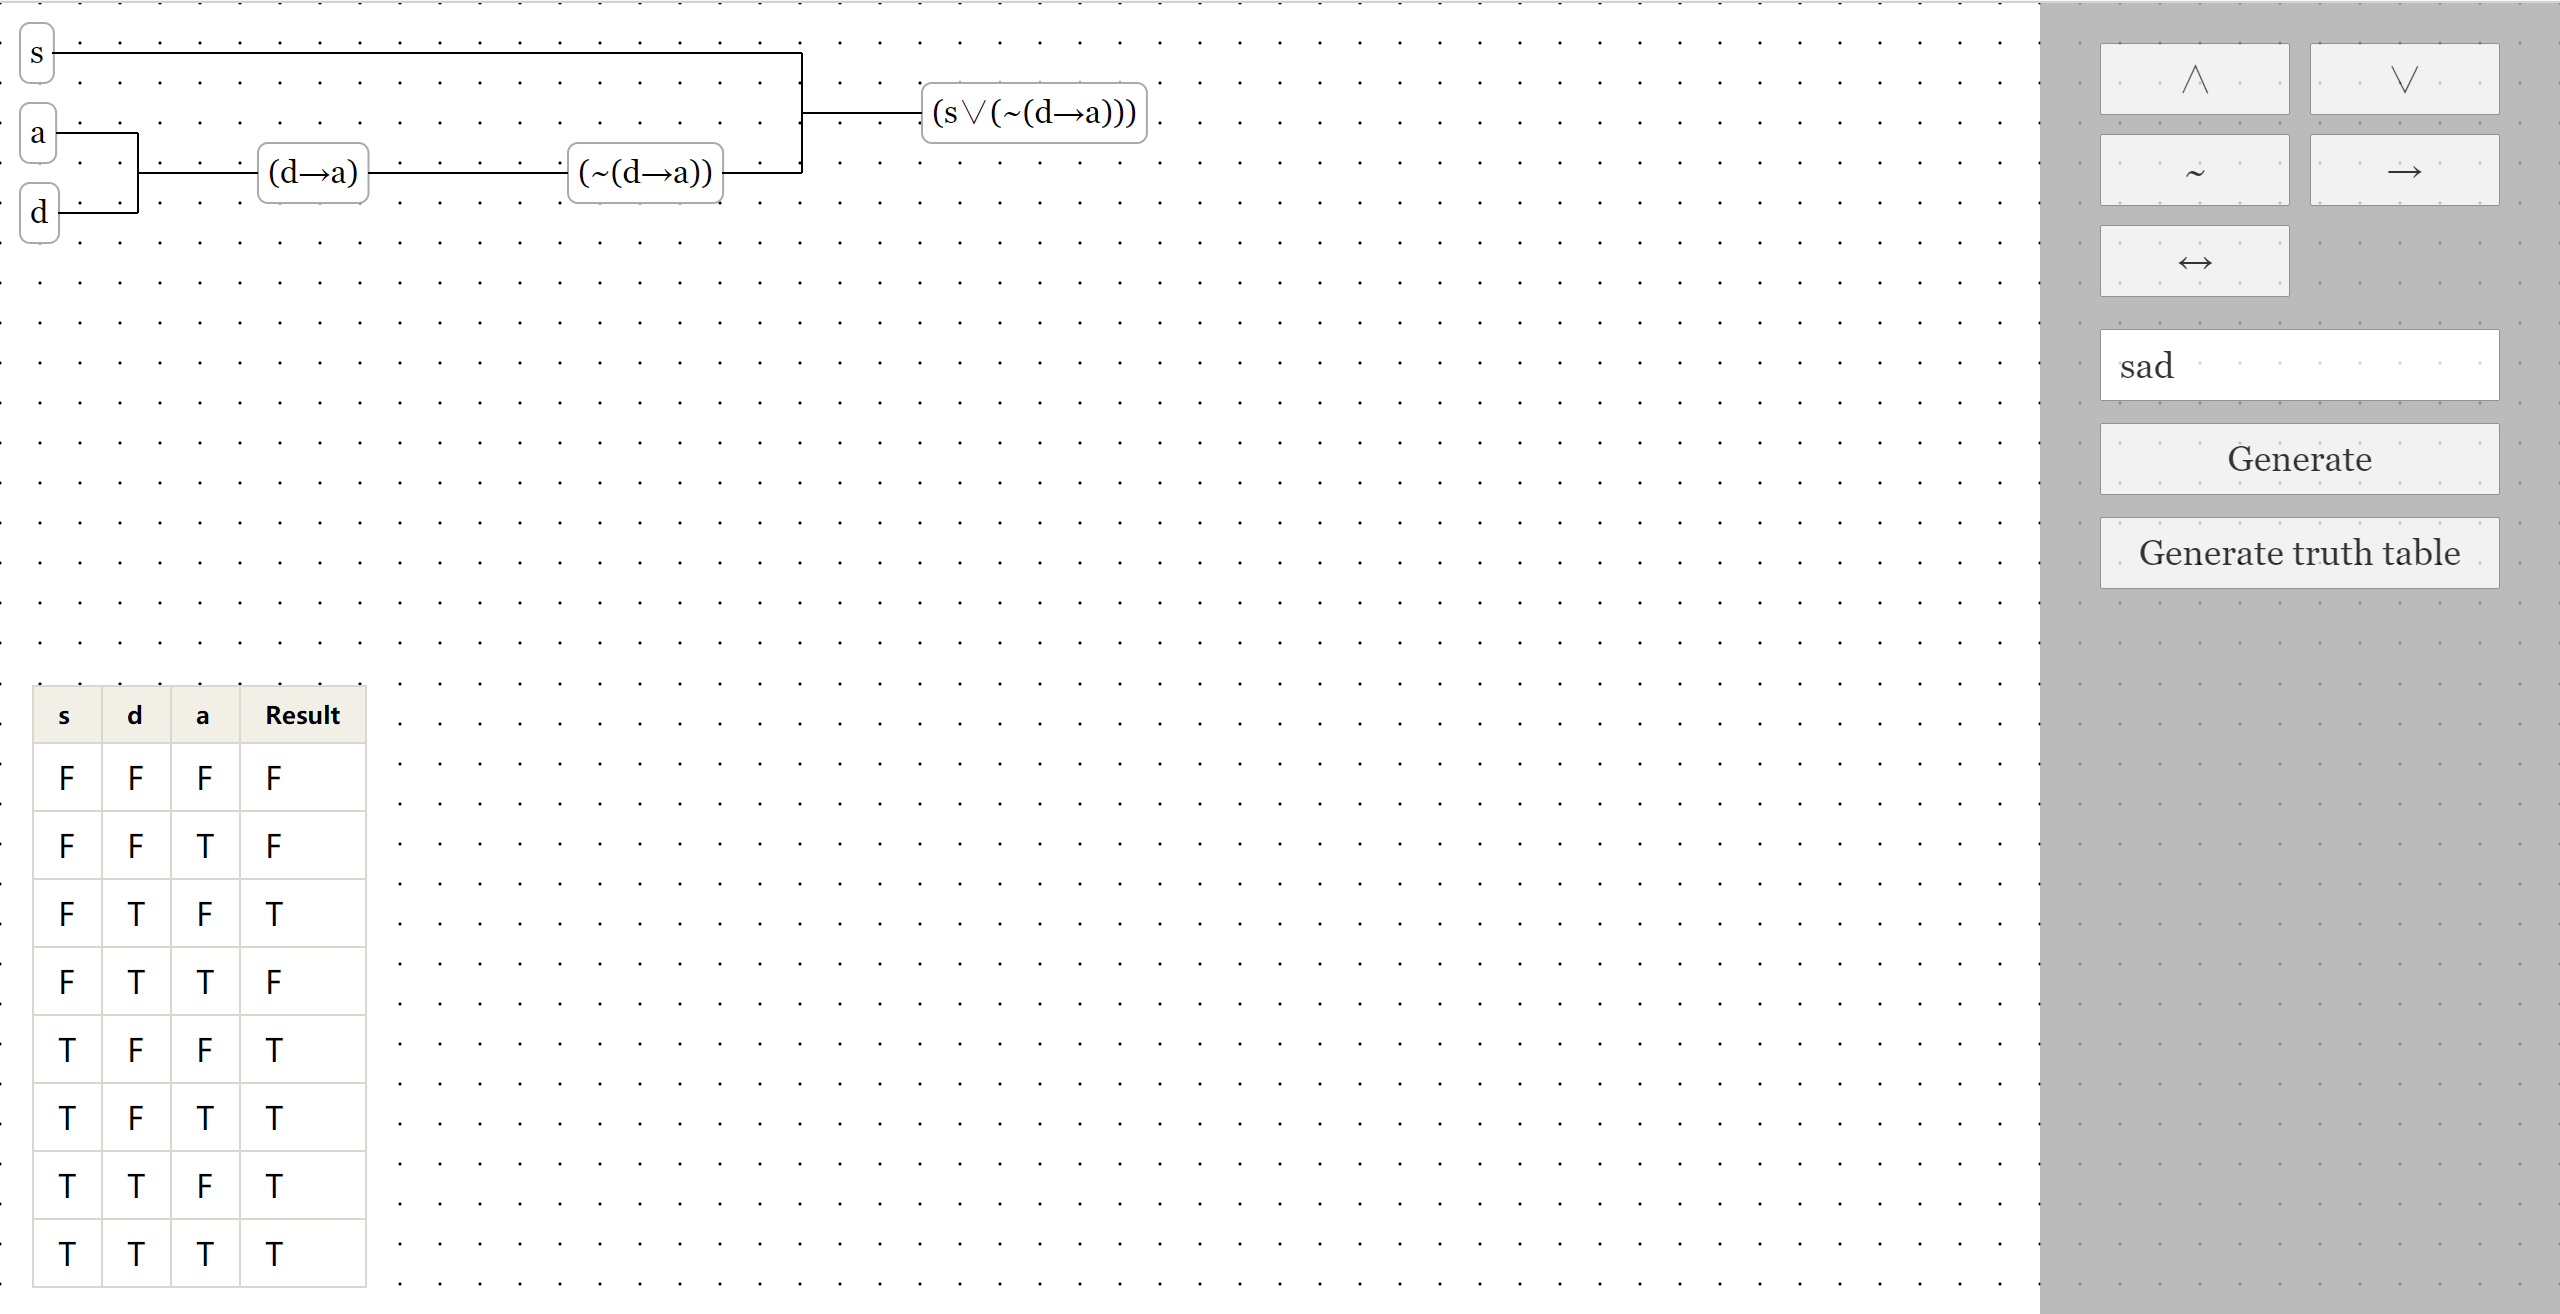 s
a
d
(d→a)
(~(d→a))
(s∨(~(d→a)))
∧ ∨
~ →
↔
sad
Generate
Generate truth table
s d a Result
F F F F
F F T F
F T F T
F T T F
T F F T
T F T T
T T F T
T T T T